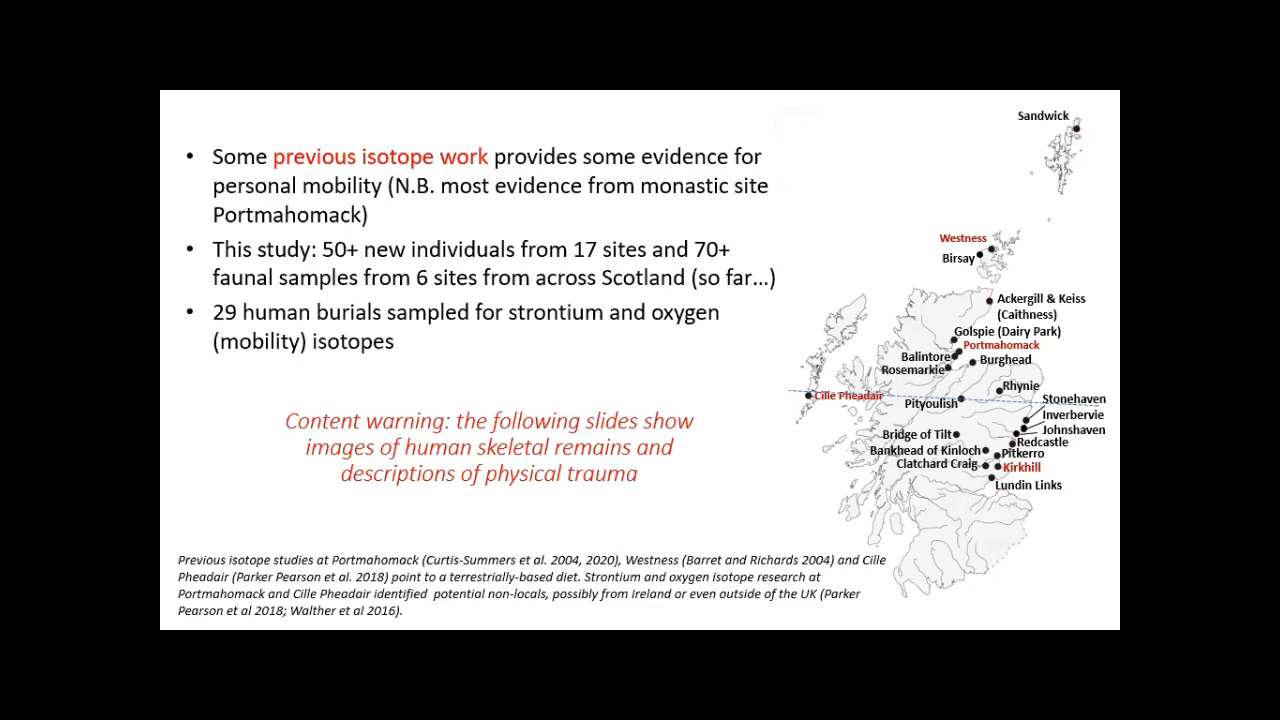 • Some previous isotope work provides some evidence for
personal mobility (N.B. most evidence from monastic site
Portmahomack)
• This study: 50+ new individuals from 17 sites and 70+
faunal samples from 6 sites from across Scotland (so far…)
• 29 human burials sampled for strontium and oxygen
(mobility) isotopes
Content warning: the following slides show
images of human skeletal remains and
descriptions of physical trauma
Previous isotope studies at Portmahomack (Curtis-Summers et al. 2004, 2020), Westness (Barret and Richards 2004) and Cille
Pheadair (Parker Pearson et al. 2018) point to a terrestrially-based diet. Strontium and oxygen isotope research at
Portmahomack and Cille Pheadair identified potential non-locals, possibly from Ireland or even outside of the UK (Parker
Pearson et al 2018; Walther et al 2016).
Sandwick
Westness
Birsay
Ackergill & Keiss
(Caithness)
Golspie (Dairy Park)
Portmahomack
Balintore
Burghead
Rosemarkie
Rhynie
Cille Pheadair
Pityoulish
Stonehaven
Inverbervie
Johnshaven
Bridge of Tilt
Redcastle
Bankhead of Kinloch
Pitkerro
Clatchard Craig
Kirkhill
Lundin Links